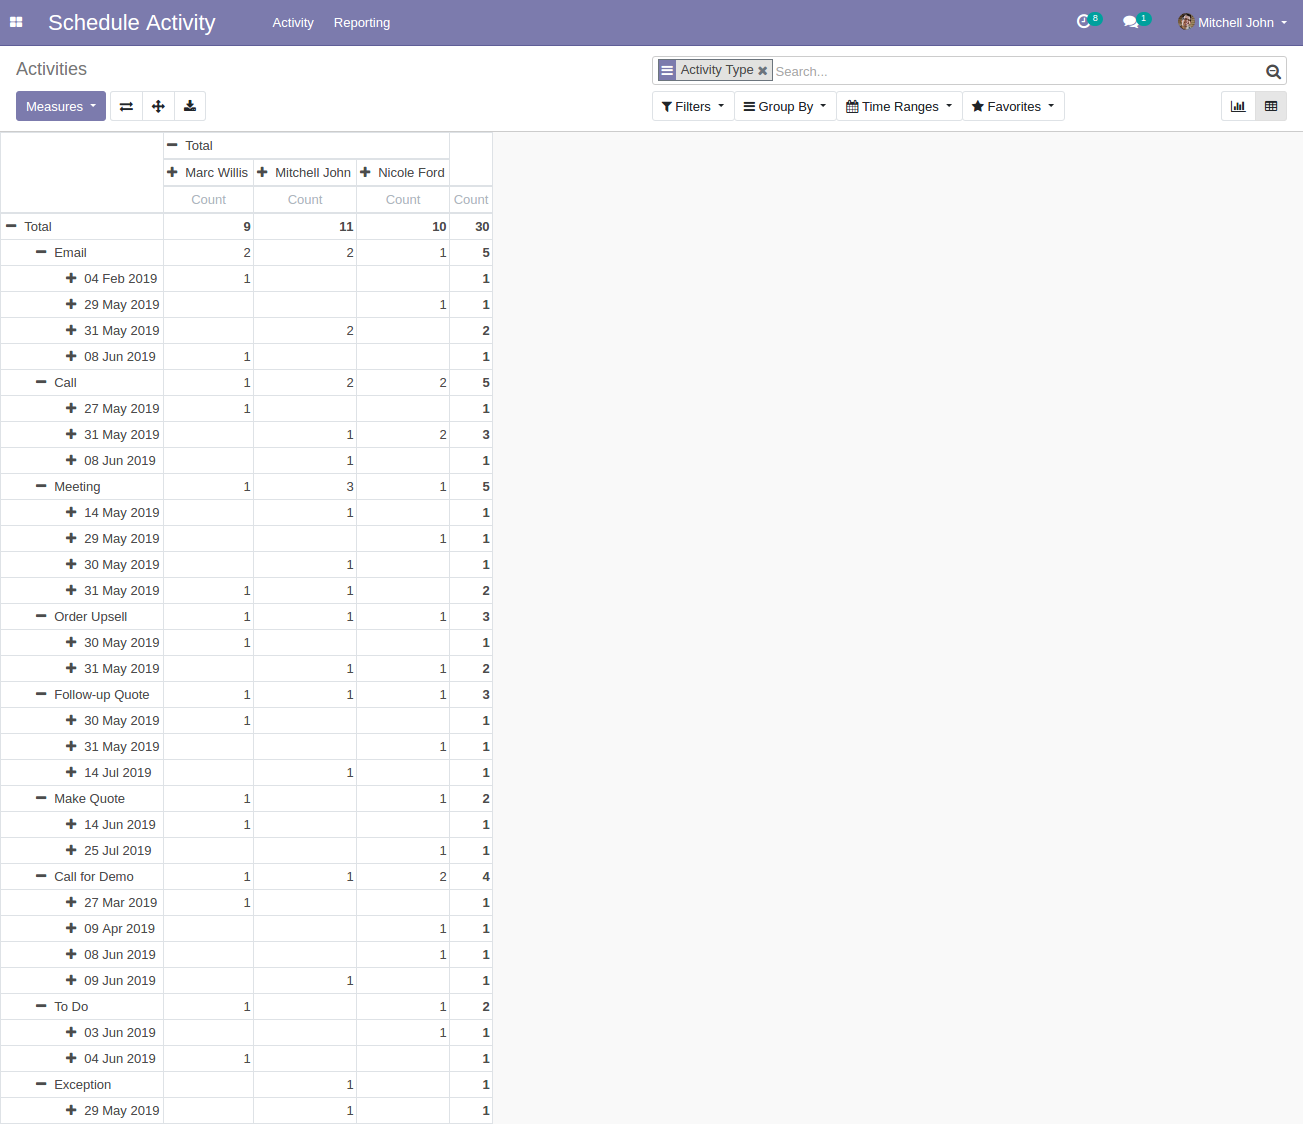 Schedule Activity Activity Reporting 8 1 Mitchell John
Activities Activity Type Search...
Measures Filters Group By Time Ranges Favorites
Total
Marc Willis Mitchell John Nicole Ford
Count Count Count Count
Total 9 11 10 30
Email 2 2 1 5
04 Feb 2019 1 1
29 May 2019 1 1
31 May 2019 2 2
08 Jun 2019 1 1
Call 1 2 2 5
27 May 2019 1 1
31 May 2019 1 2 3
08 Jun 2019 1 1
Meeting 1 3 1 5
14 May 2019 1 1
29 May 2019 1 1
30 May 2019 1 1
31 May 2019 1 1 2
Order Upsell 1 1 1 3
30 May 2019 1 1
31 May 2019 1 1 2
Follow-up Quote 1 1 1 3
30 May 2019 1 1
31 May 2019 1 1
14 Jul 2019 1 1
Make Quote 1 1 2
14 Jun 2019 1 1
25 Jul 2019 1 1
Call for Demo 1 1 2 4
27 Mar 2019 1 1
09 Apr 2019 1 1
08 Jun 2019 1 1
09 Jun 2019 1 1
To Do 1 1 2
03 Jun 2019 1 1
04 Jun 2019 1 1
Exception 1 1
29 May 2019 1 1